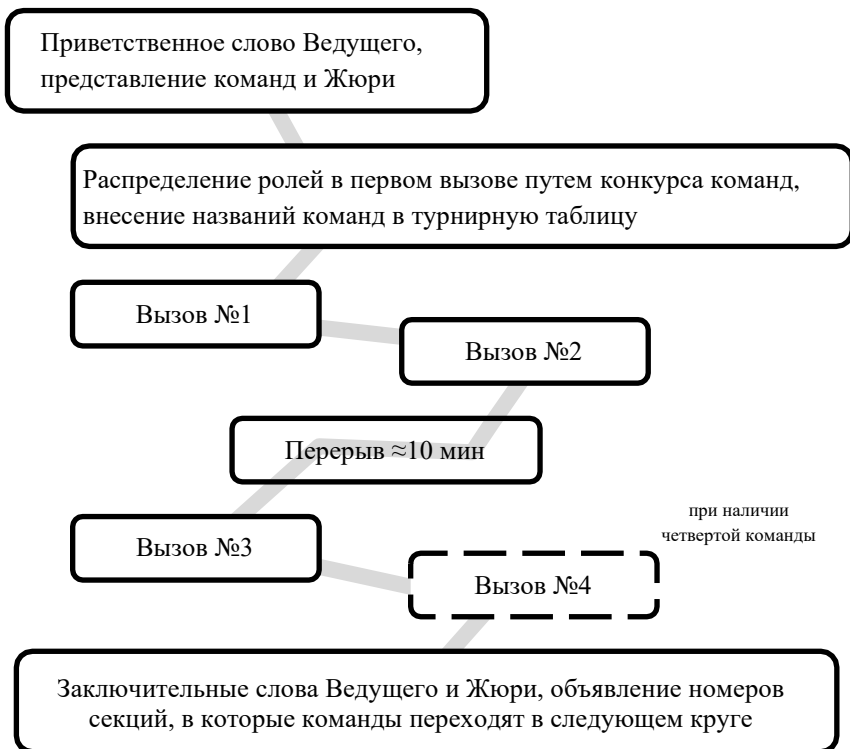 Приветственное слово Ведущего,
представление команд и Жюри
Распределение ролей в первом вызове путем конкурса команд,
внесение названий команд в турнирную таблицу
Вызов №1
Вызов №2
Перерыв ≈10 мин
при наличии
четвертой команды
Вызов №3
Вызов №4
Заключительные слова Ведущего и Жюри, объявление номеров
секций, в которые команды переходят в следующем круге